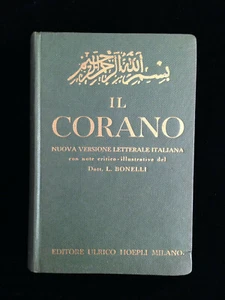 بسم الله الرحمن الرحيم
IL
CORANO
NUOVA VERSIONE LETTERALE ITALIANA
con note critico-illustrative del
Dott. L. BONELLI
EDITORE ULRICO HOEPLI MILANO